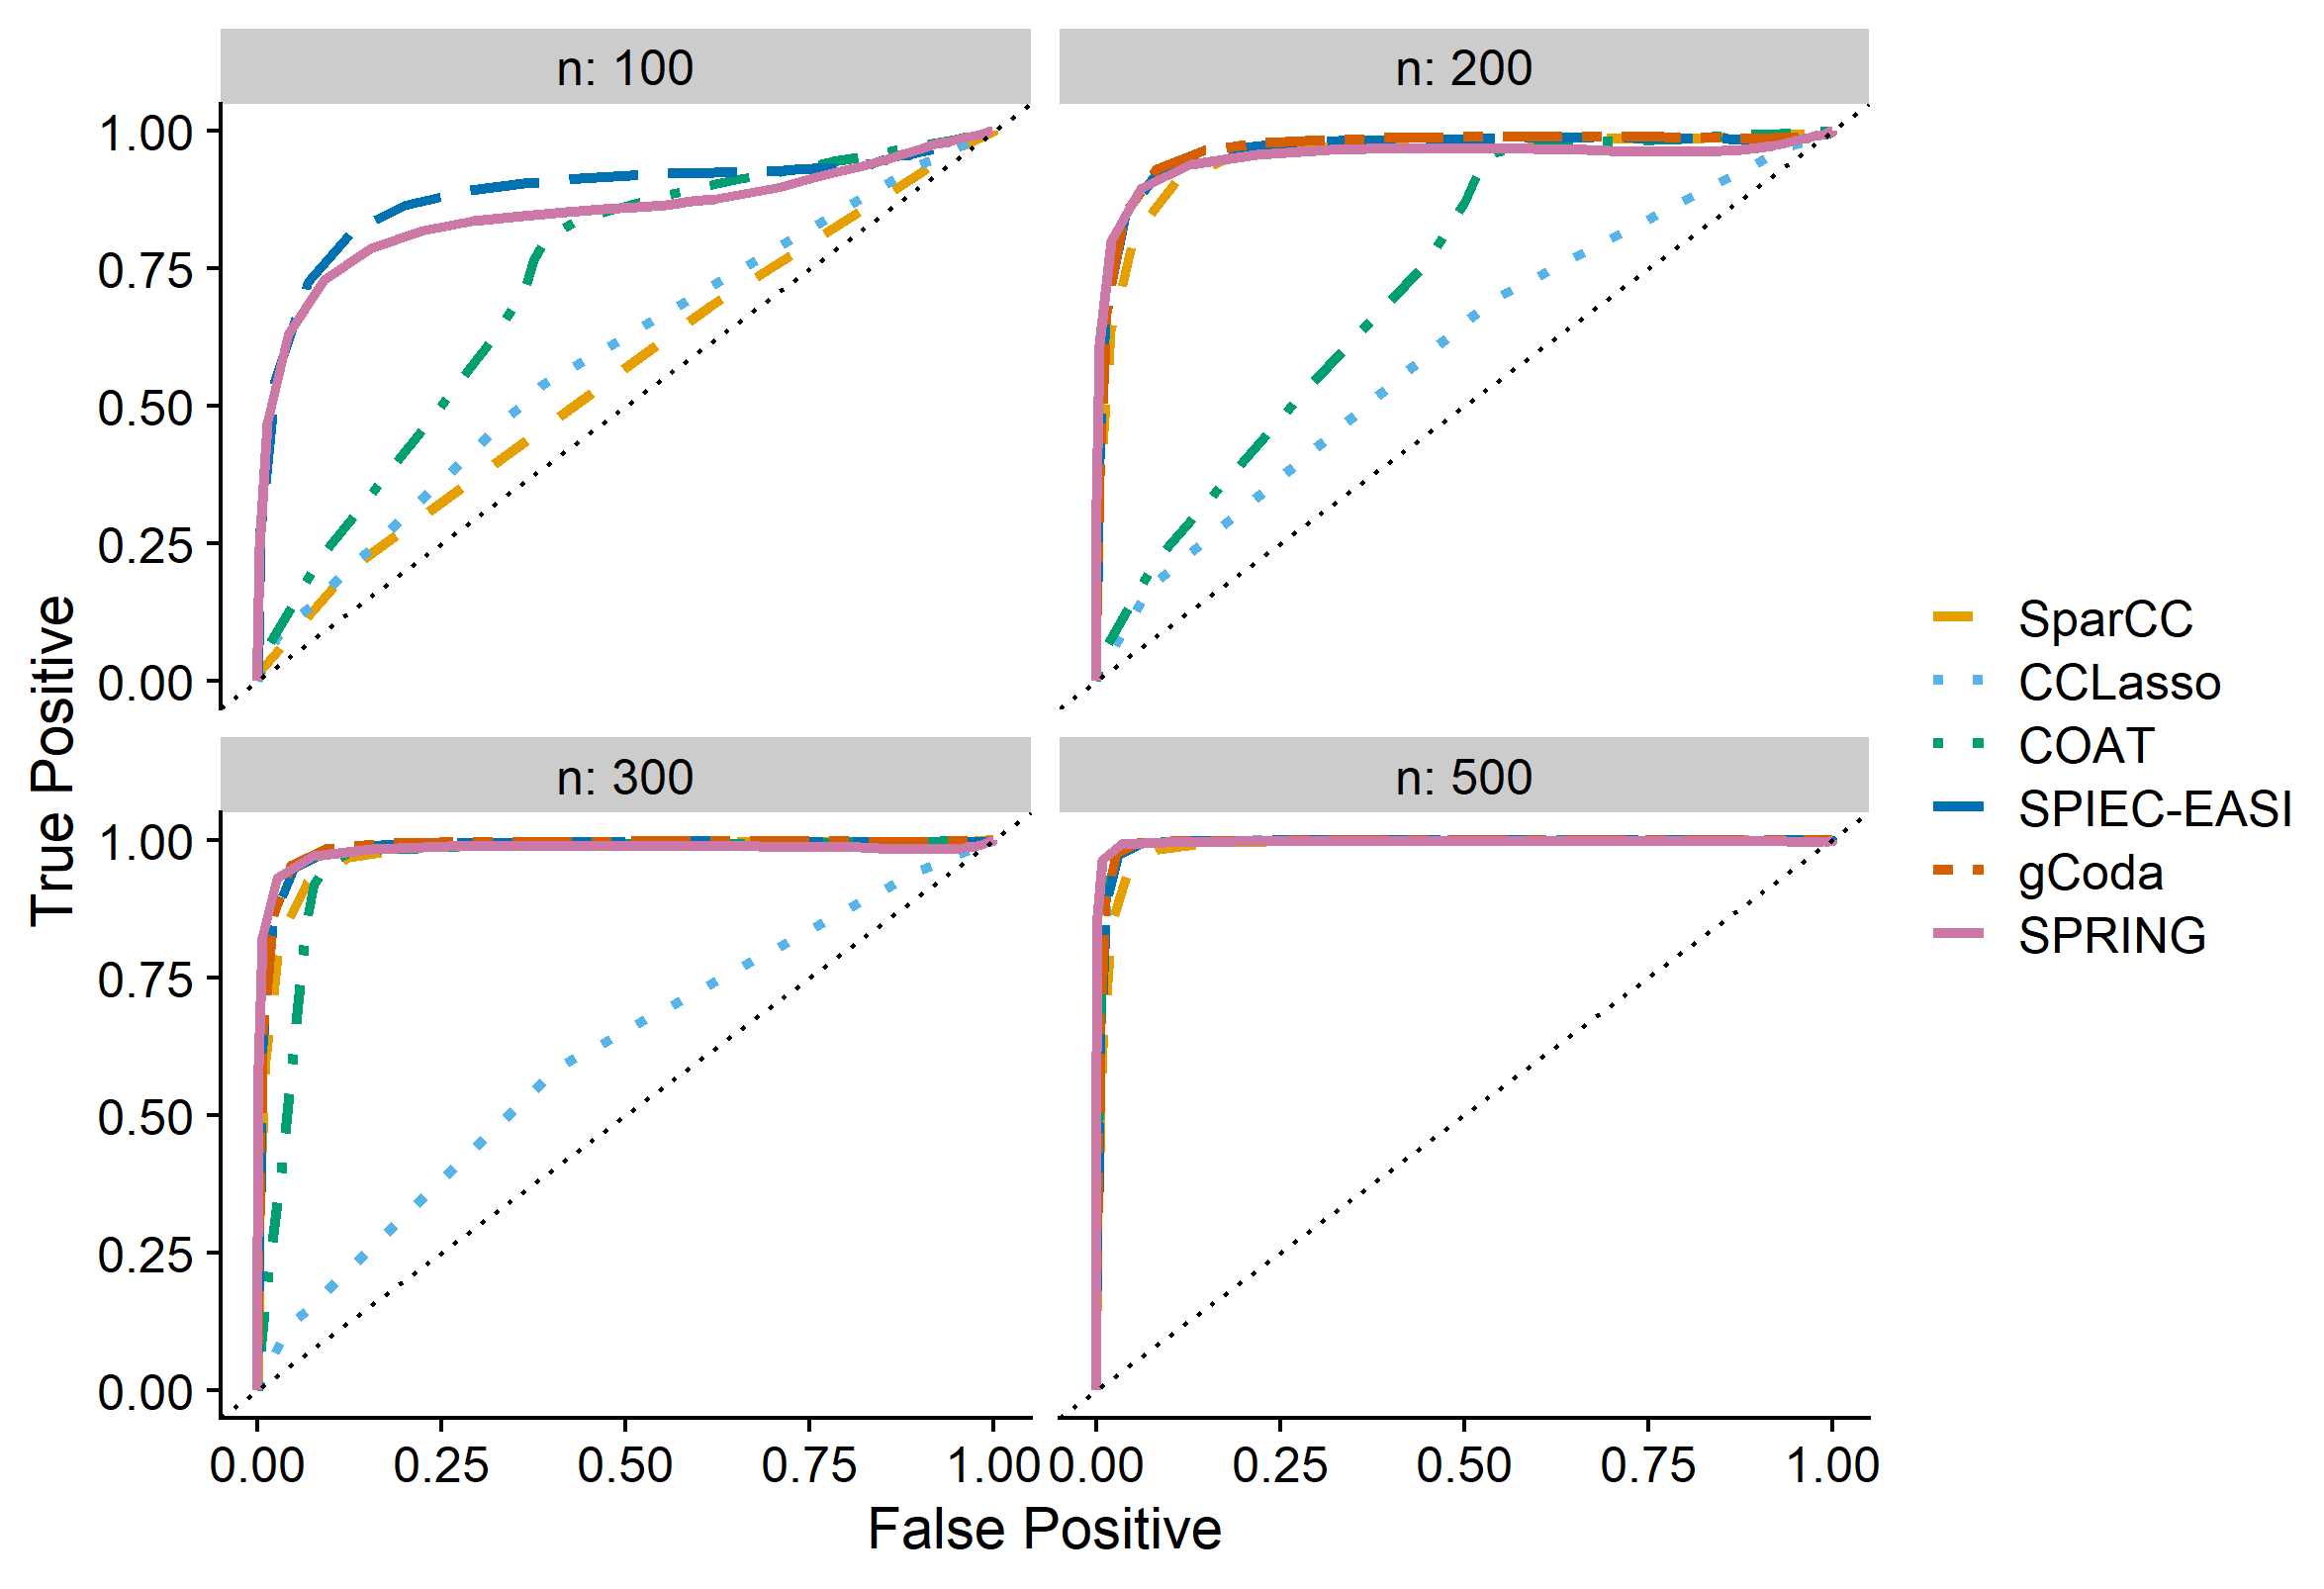 n: 100
n: 200
1.00
0.75
0.50
0.25
0.00
n: 300
n: 500
1.00
0.75
0.50
0.25
0.00
0.00 0.25 0.50 0.75 1.00
0.00 0.25 0.50 0.75 1.00
False Positive
True Positive
SparCC
CCLasso
COAT
SPIEC-EASI
gCoda
SPRING